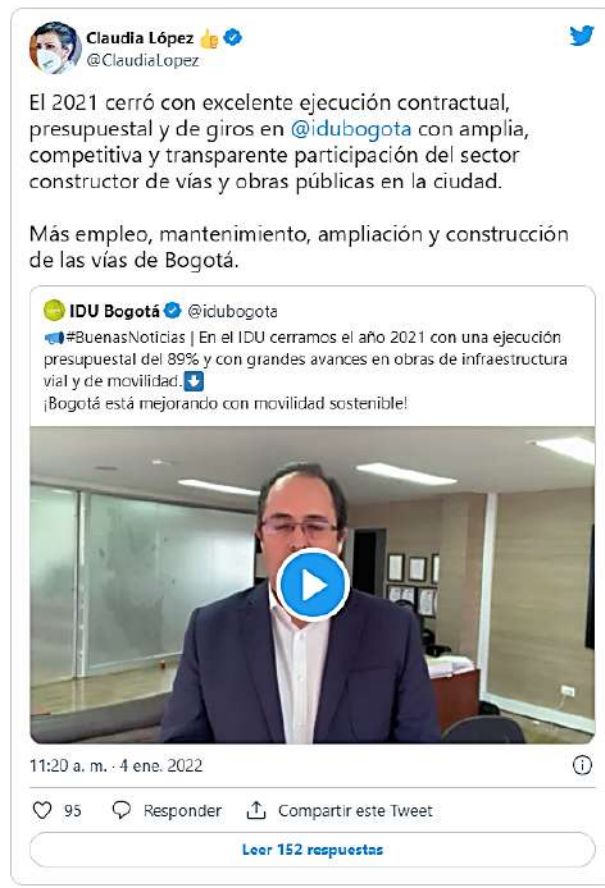 Claudia López 👍
@ClaudiaLopez
El 2021 cerró con excelente ejecución contractual,
presupuestal y de giros en @idubogota con amplia,
competitiva y transparente participación del sector
constructor de vías y obras públicas en la ciudad.
Más empleo, mantenimiento, ampliación y construcción
de las vías de Bogotá.
IDU Bogotá @idubogota
📢#BuenasNoticias | En el IDU cerramos el año 2021 con una ejecución
presupuestal del 89% y con grandes avances en obras de infraestructura
vial y de movilidad.⬇️
¡Bogotá está mejorando con movilidad sostenible!
11:20 a. m. · 4 ene. 2022
95 Responder Compartir este Tweet
Leer 152 respuestas